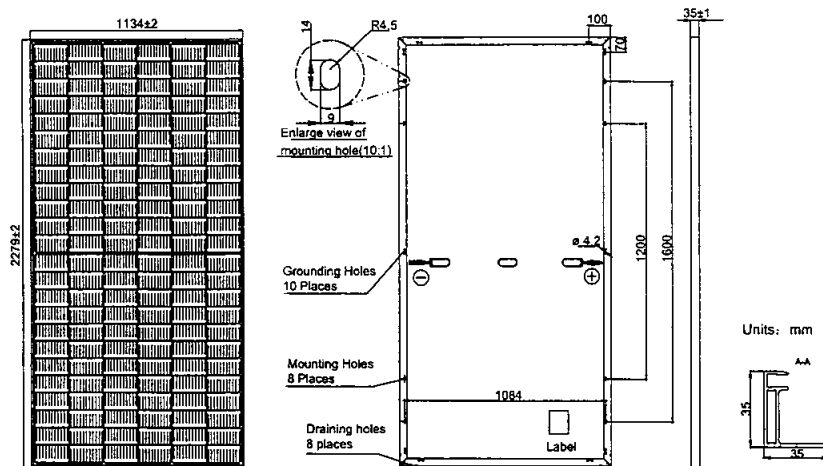 1134±2
2279±2
14
R4.5
9
Enlarge view of
mounting hole(10:1)
100
70
35±1
ø 4.2
1200
1600
Grounding Holes
10 Places
⊖
⊕
Mounting Holes
8 Places
1084
Draining holes
8 places
Label
Units: mm
A-A
35
35